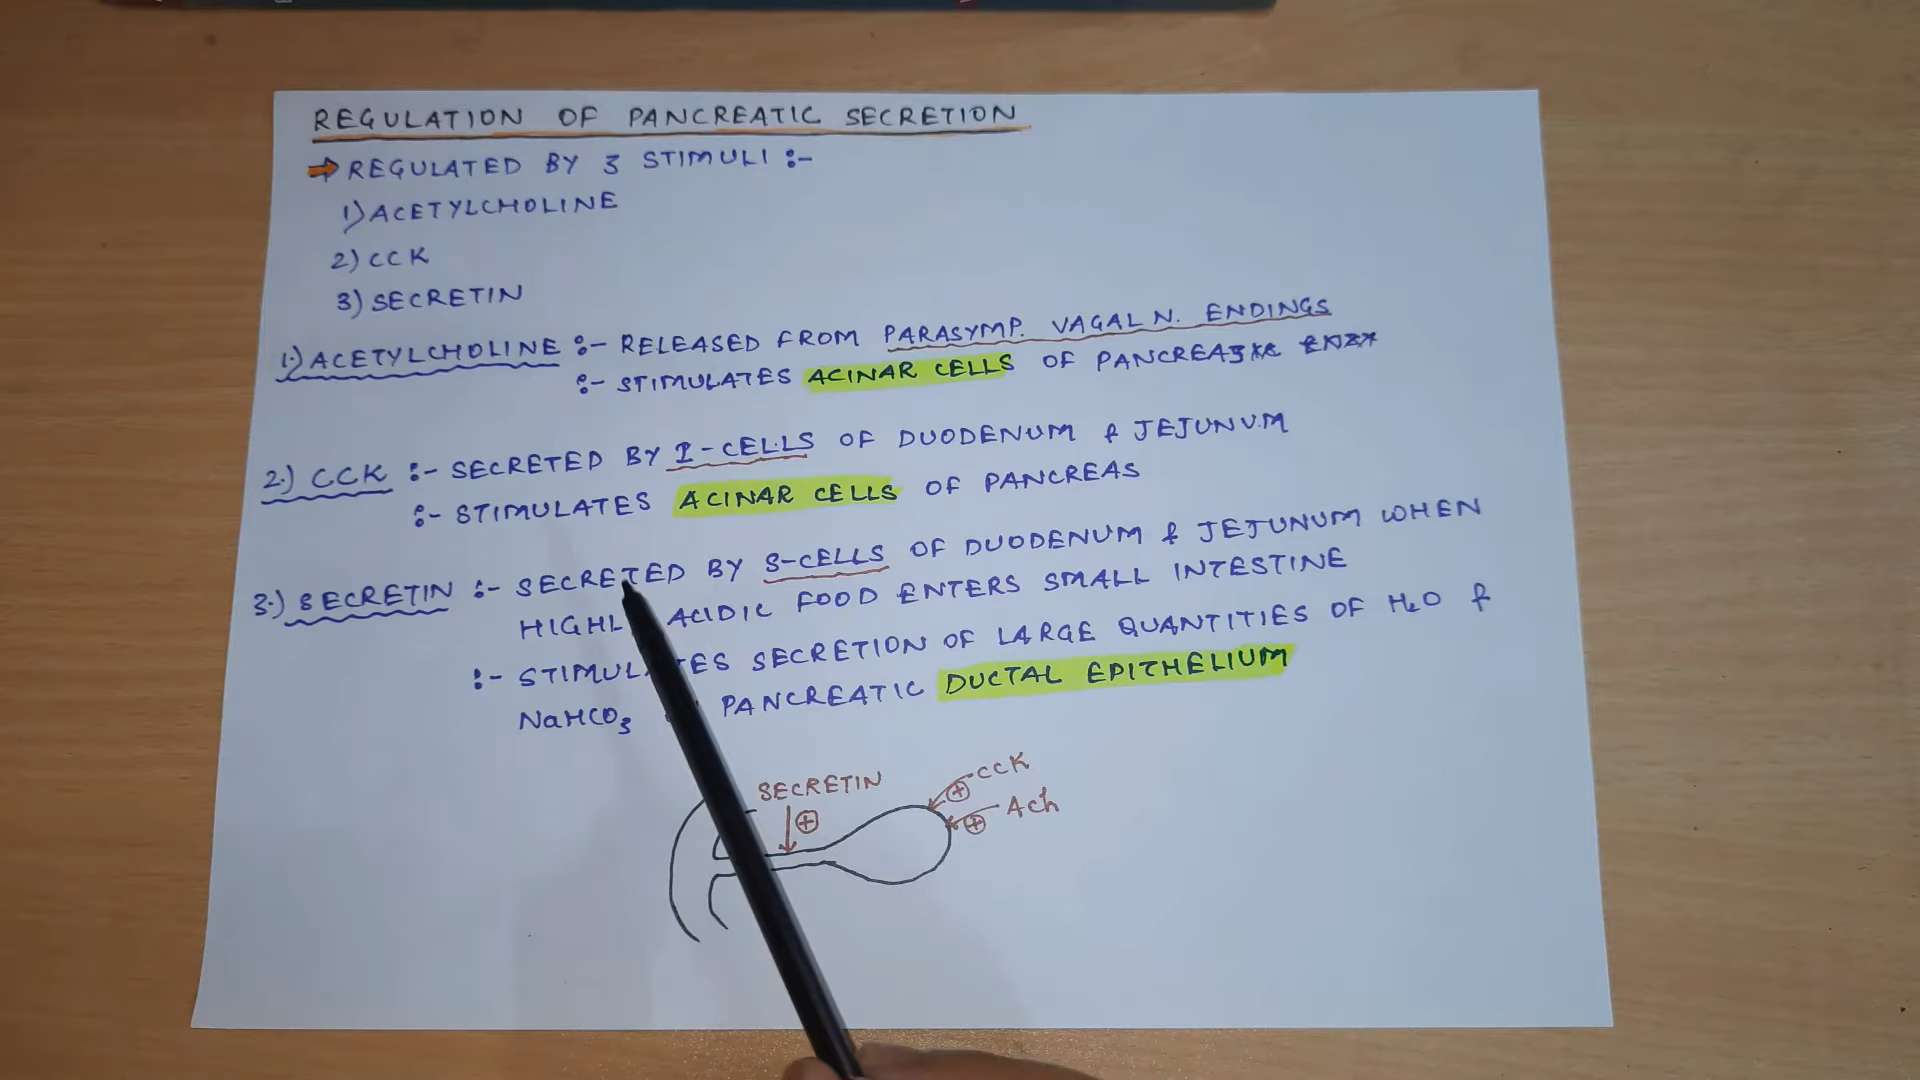 REGULATION OF PANCREATIC SECRETION
REGULATED BY 3 STIMULI :-
1) ACETYLCHOLINE
2) CCK
3) SECRETIN
1.) ACETYLCHOLINE :- RELEASED FROM PARASYMP. VAGAL N. ENDINGS
:- STIMULATES ACINAR CELLS OF
2.) CCK :- SECRETED BY I-CELLS OF DUODENUM & JEJUNUM
:- STIMULATES ACINAR CELLS OF PANCREAS
3.) SECRETIN :- SECRETED BY S-CELLS OF DUODENUM & JEJUNUM WHEN
ACIDIC FOOD ENTERS SMALL INTESTINE
:- SECRETION OF LARGE QUANTITIES OF H2O &
NaHCO3 PANCREATIC DUCTAL EPITHELIUM
SECRETIN
+
CCK
+
Ach
+